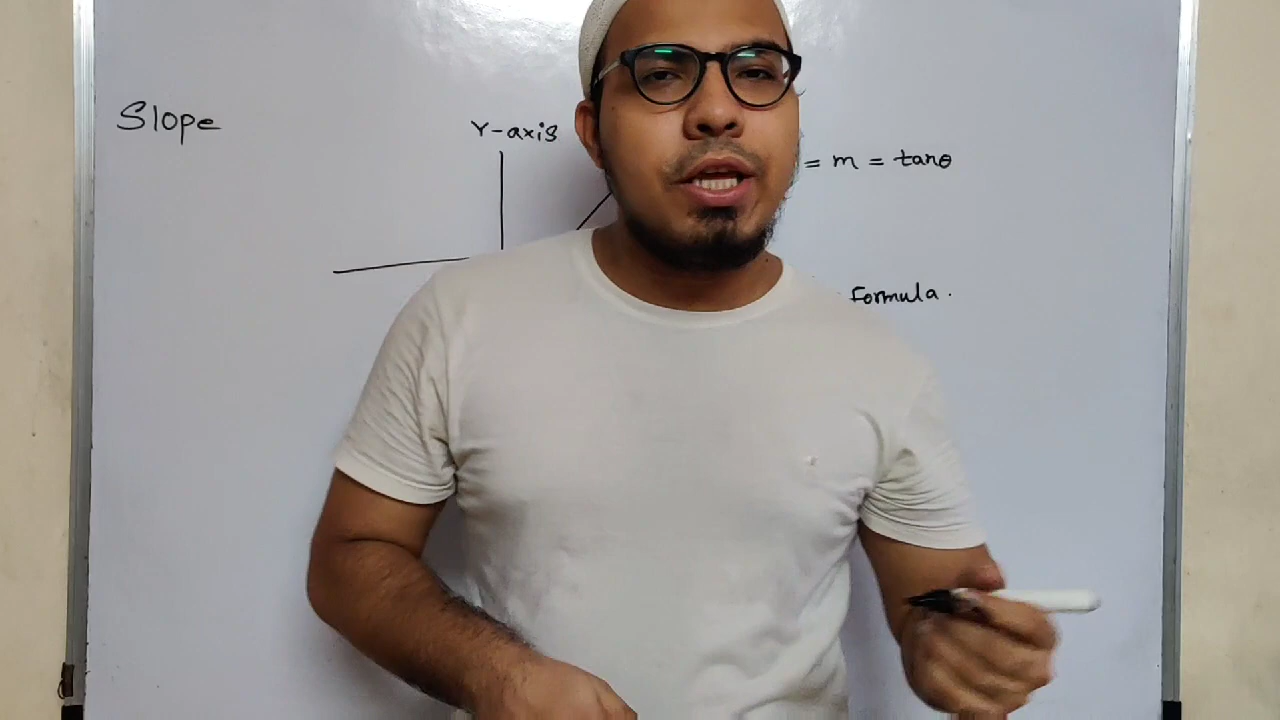 Slope
Y-axis
= m = tanθ
Formula.